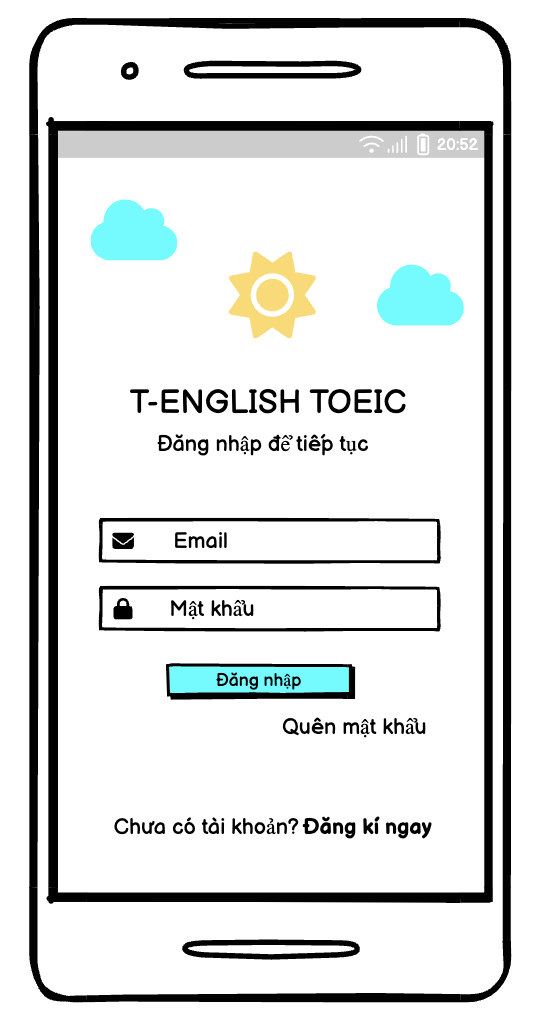 20:52
T-ENGLISH TOEIC
Đăng nhập để tiếp tục
Email
Mật khẩu
Đăng nhập
Quên mật khẩu
Chưa có tài khoản? Đăng kí ngay